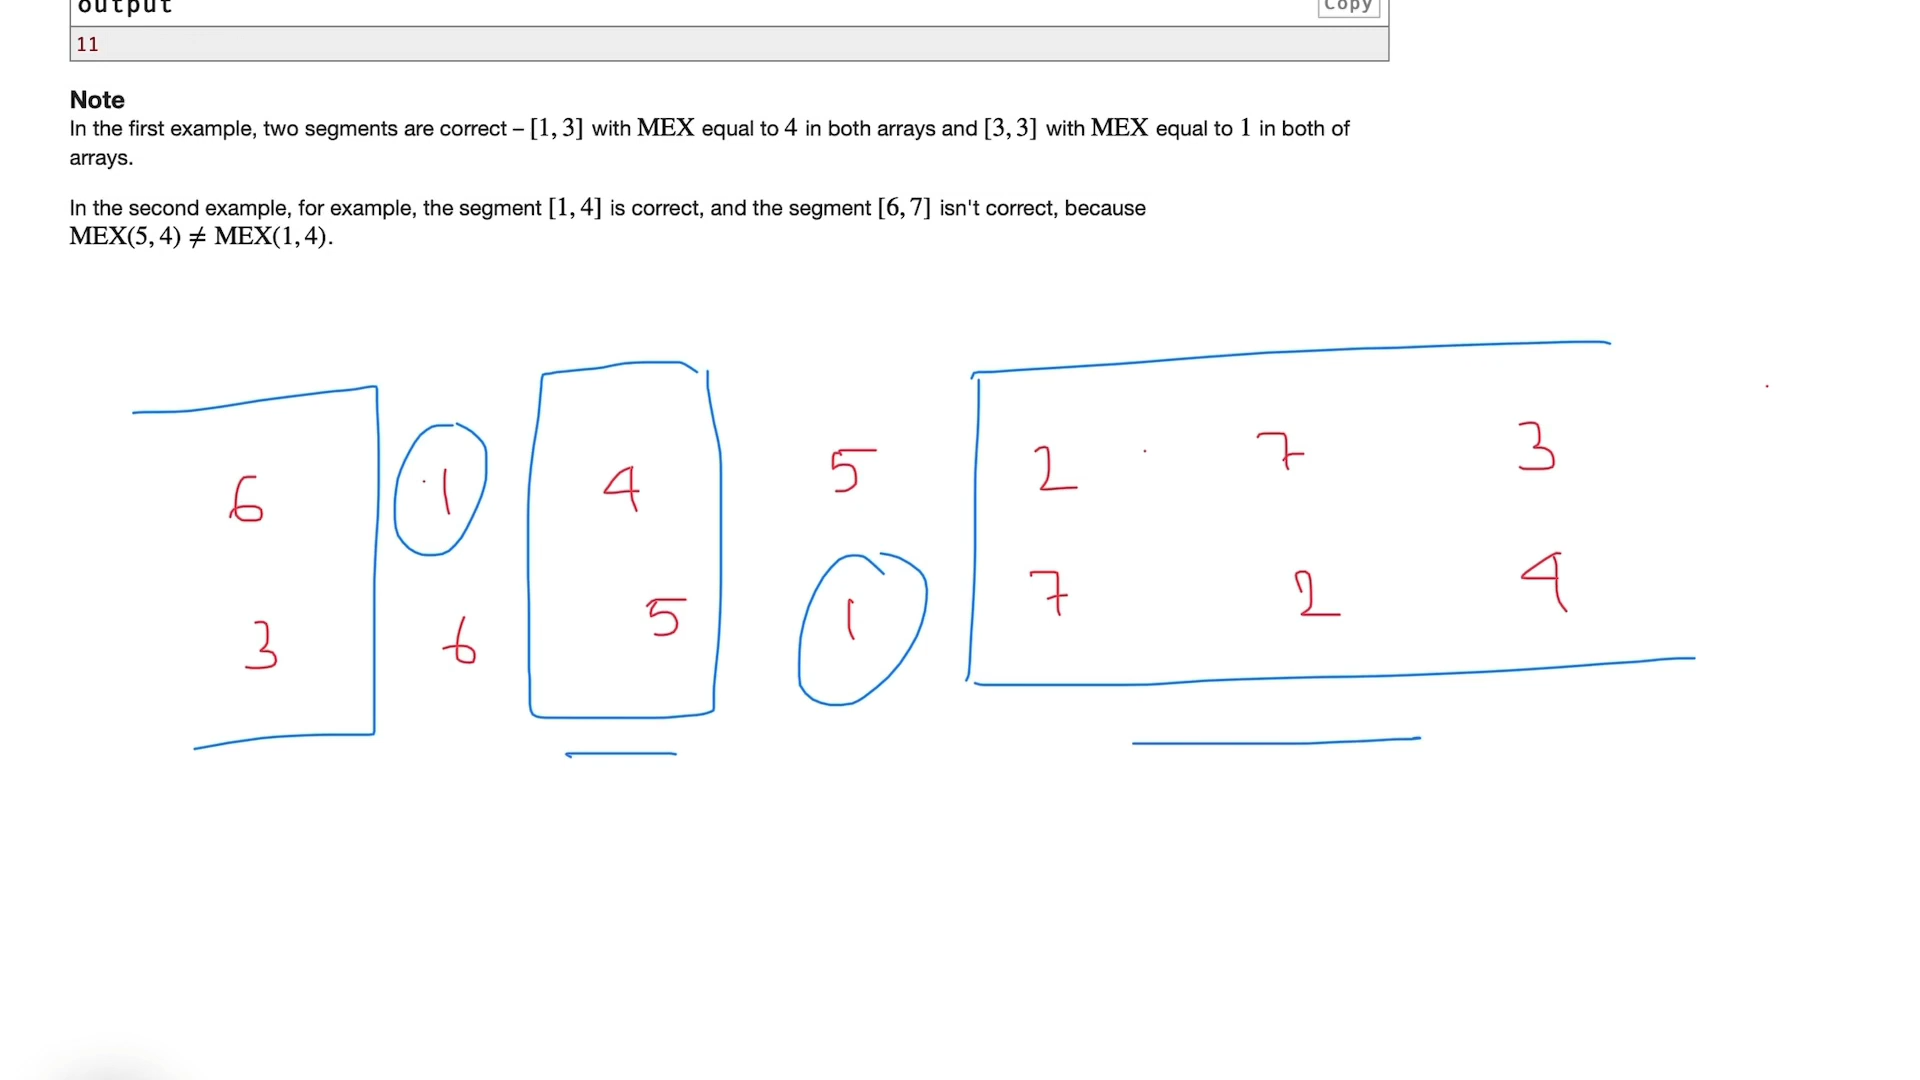 output
Copy
11
Note
In the first example, two segments are correct – [1, 3] with MEX equal to 4 in both arrays and [3, 3] with MEX equal to 1 in both of
arrays.
In the second example, for example, the segment [1, 4] is correct, and the segment [6, 7] isn't correct, because
MEX(5, 4) ≠ MEX(1, 4).
6 1 4 5 2 7 3
3 6 5 1 7 2 4